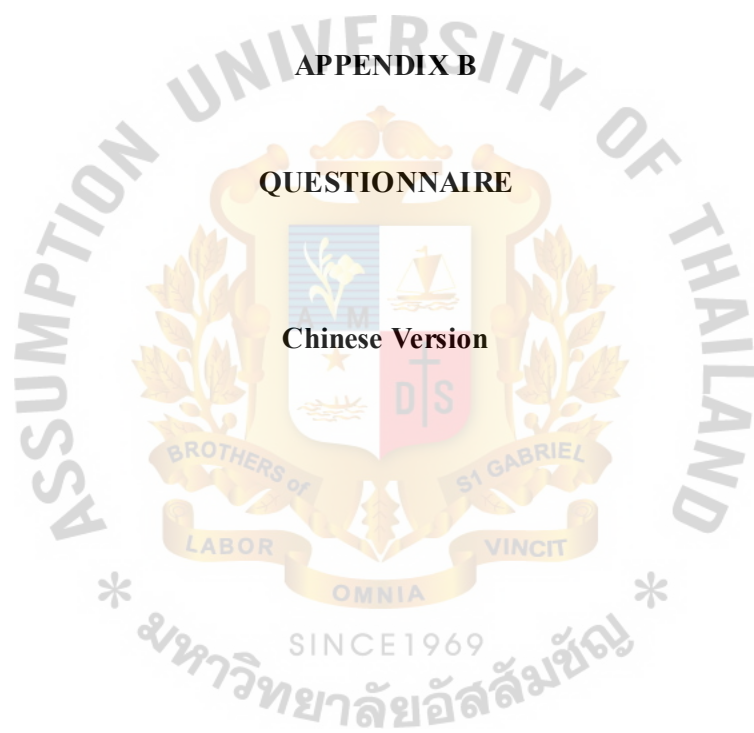 APPENDIX B
QUESTIONNAIRE
Chinese Version
ASSUMPTION UNIVERSITY OF THAILAND
A M
D S
BROTHERS of
S1 GABRIEL
LABOR
OMNIA
VINCIT
SINCE1969
* มหาวิทยาลัยอัสสัมชัญ *